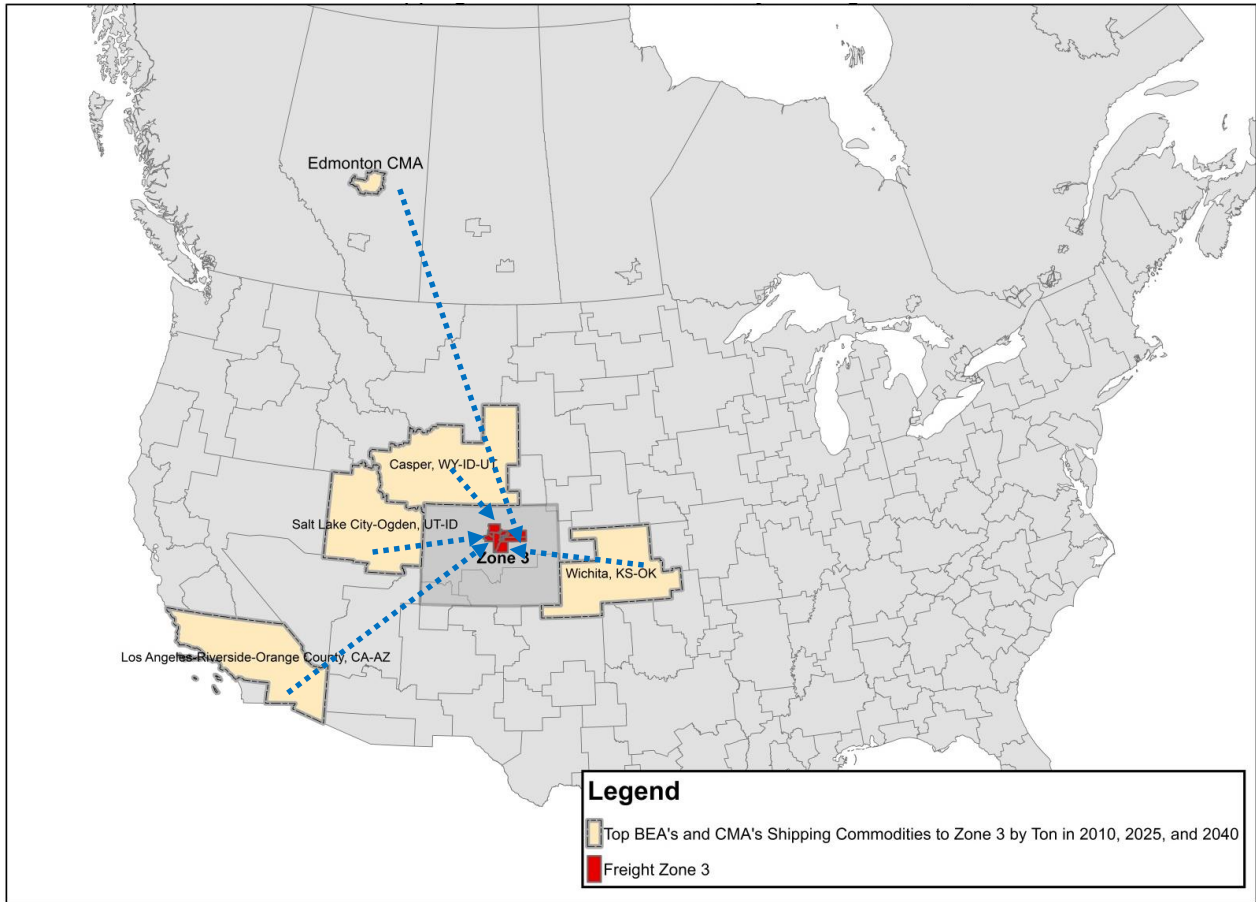 Edmonton CMA
Casper, WY-ID-UT
Salt Lake City-Ogden, UT-ID
Zone 3
Wichita, KS-OK
Los Angeles-Riverside-Orange County, CA-AZ
Legend
Top BEA's and CMA's Shipping Commodities to Zone 3 by Ton in 2010, 2025, and 2040
Freight Zone 3